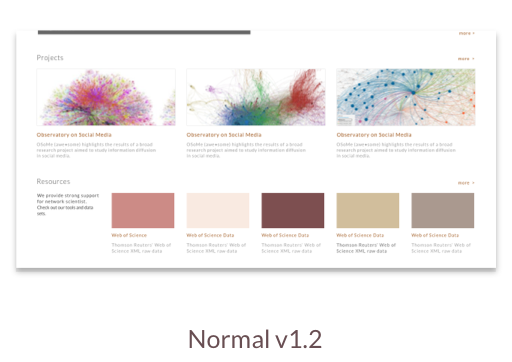 more >
Projects
more >
Observatory on Social Media
OSoMe (awe•some) highlights the results of a broad
research project aimed to study information diffusion
in social media.
Observatory on Social Media
OSoMe (awe•some) highlights the results of a broad
research project aimed to study information diffusion
in social media.
Observatory on Social Media
OSoMe (awe•some) highlights the results of a broad
research project aimed to study information diffusion
in social media.
Resources
more >
We provide strong support
for network scientist.
Check out our tools and data
sets.
Web of Science
Thomson Reuters' Web of
Science XML raw data
Web of Science Data
Thomson Reuters' Web of
Science XML raw data
Web of Science Data
Thomson Reuters' Web of
Science XML raw data
Web of Science Data
Thomson Reuters' Web of
Science XML raw data
Web of Science Data
Thomson Reuters' Web of
Science XML raw data
Normal v1.2